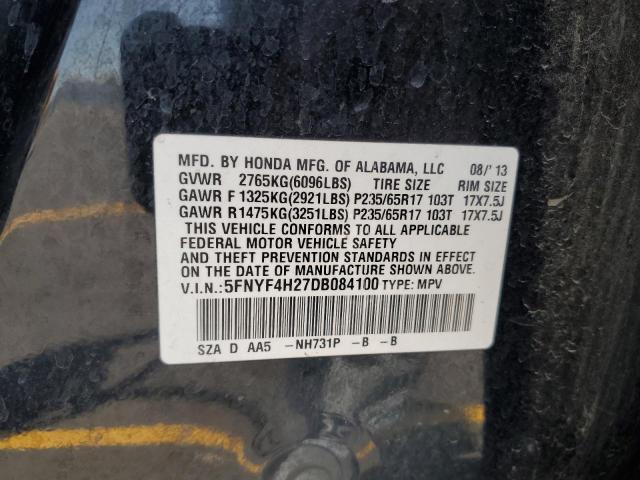 MFD. BY HONDA MFG. OF ALABAMA, LLC 08/'13
GVWR 2765KG(6096LBS) TIRE SIZE RIM SIZE
GAWR F 1325KG(2921LBS) P235/65R17 103T 17X7.5J
GAWR R1475KG(3251LBS) P235/65R17 103T 17X7.5J
THIS VEHICLE CONFORMS TO ALL APPLICABLE
FEDERAL MOTOR VEHICLE SAFETY
AND THEFT PREVENTION STANDARDS IN EFFECT
ON THE DATE OF MANUFACTURE SHOWN ABOVE.
V.I.N.:5FNYF4H27DB084100 TYPE: MPV
SZA D AA5 -NH731P -B -B